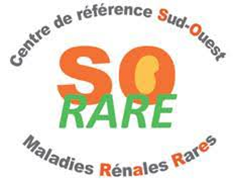 Centre de référence Sud-Ouest
SO
RARE
Maladies Rénales Rares